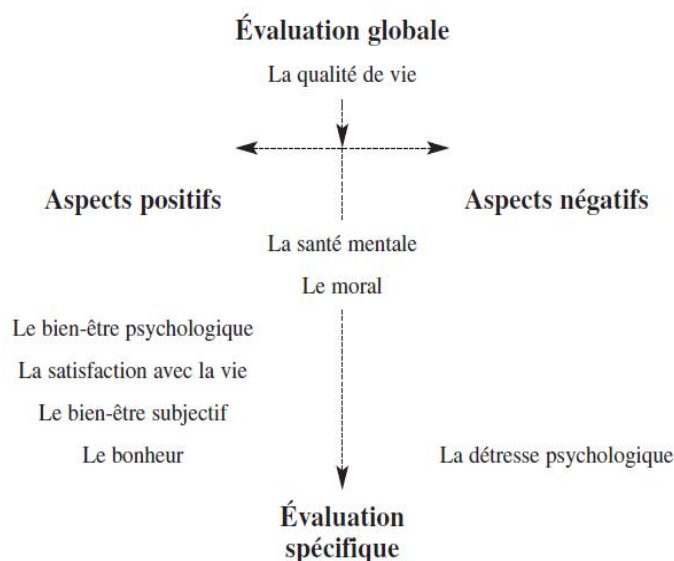 Évaluation globale
La qualité de vie
Aspects positifs
Aspects négatifs
La santé mentale
Le moral
Le bien-être psychologique
La satisfaction avec la vie
Le bien-être subjectif
Le bonheur
La détresse psychologique
Évaluation
spécifique